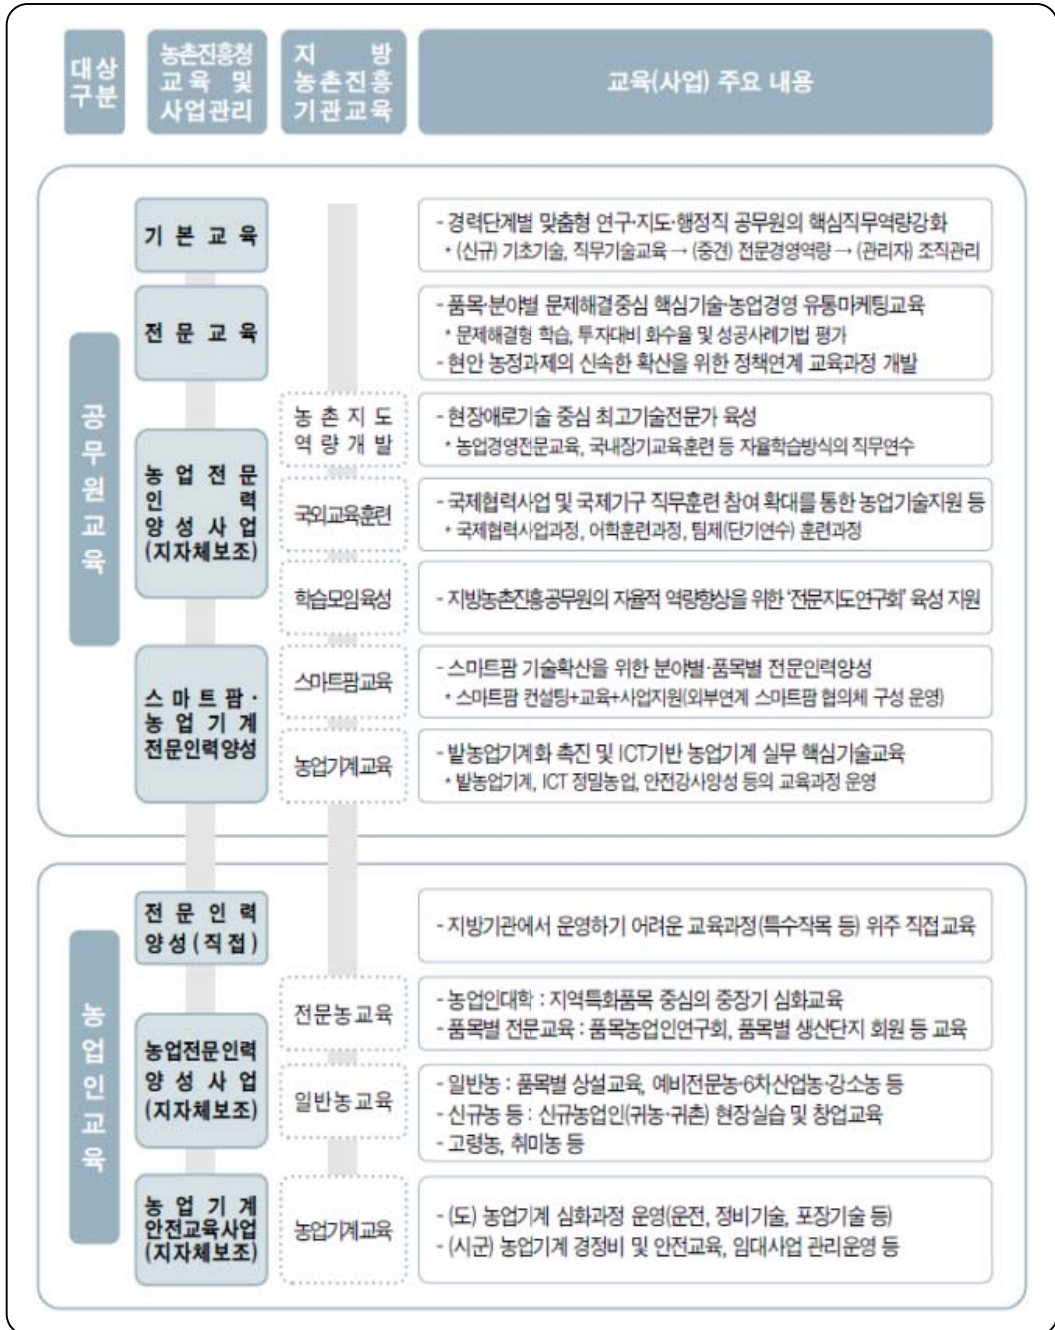 대상
구분
농촌진흥청
교육 및
사업관리
지 방
농촌진흥
기관교육
교육(사업) 주요 내용
공무원교육
기 본 교 육
- 경력단계별 맞춤형 연구·지도·행정직 공무원의 핵심직무역량강화
* (신규) 기초기술, 직무기술교육 → (중견) 전문경영역량 → (관리자) 조직관리
전 문 교 육
- 품목·분야별 문제해결중심 핵심기술·농업경영 유통마케팅교육
* 문제해결형 학습, 투자대비 화수율 및 성공사례기법 평가
- 현안 농정과제의 신속한 확산을 위한 정책연계 교육과정 개발
농 업 전 문
인 력
양 성 사 업
(지자체보조)
농 촌 지 도
역 량 개 발
- 현장애로기술 중심 최고기술전문가 육성
* 농업경영전문교육, 국내장기교육훈련 등 자율학습방식의 직무연수
국외교육훈련
- 국제협력사업 및 국제기구 직무훈련 참여 확대를 통한 농업기술지원 등
* 국제협력사업과정, 어학훈련과정, 팀제(단기연수) 훈련과정
학습모임육성
- 지방농촌진흥공무원의 자율적 역량향상을 위한 '전문지도연구회' 육성 지원
스 마 트 팜 ·
농 업 기 계
전문인력양성
스마트팜교육
- 스마트팜 기술확산을 위한 분야별·품목별 전문인력양성
* 스마트팜 컨설팅+교육+사업지원(외부연계 스마트팜 협의체 구성 운영)
농업기계교육
- 밭농업기계화 촉진 및 ICT기반 농업기계 실무 핵심기술교육
* 밭농업기계, ICT 정밀농업, 안전강사양성 등의 교육과정 운영
농업인교육
전 문 인 력
양 성 ( 직 접 )
- 지방기관에서 운영하기 어려운 교육과정(특수작목 등) 위주 직접교육
농업전문인력
양 성 사 업
(지자체보조)
전문농교육
- 농업인대학 : 지역특화품목 중심의 중장기 심화교육
- 품목별 전문교육 : 품목농업인연구회, 품목별 생산단지 회원 등 교육
일반농교육
- 일반농 : 품목별 상설교육, 예비전문농·6차산업농·강소농 등
- 신규농 등 : 신규농업인(귀농·귀촌) 현장실습 및 창업교육
- 고령농, 취미농 등
농 업 기 계
안전교육사업
(지자체보조)
농업기계교육
- (도) 농업기계 심화과정 운영(운전, 정비기술, 포장기술 등)
- (시군) 농업기계 경정비 및 안전교육, 임대사업 관리운영 등